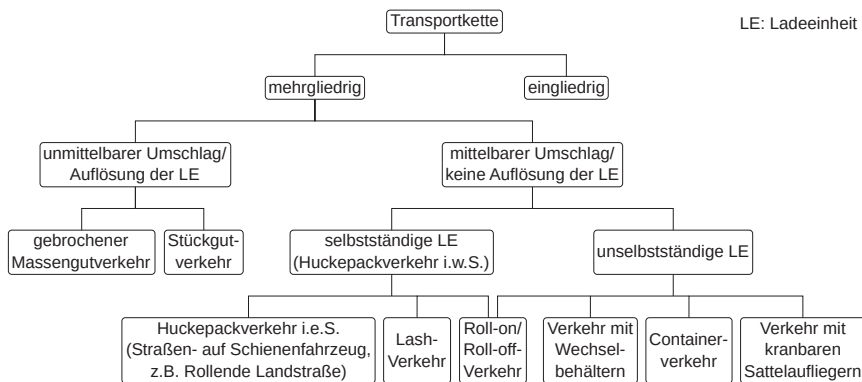 Transportkette
LE: Ladeeinheit
mehrgliedrig
eingliedrig
unmittelbarer Umschlag/
Auflösung der LE
mittelbarer Umschlag/
keine Auflösung der LE
gebrochener
Massengutverkehr
Stückgut-
verkehr
selbstständige LE
(Huckepackverkehr i.w.S.)
unselbstständige LE
Huckepackverkehr i.e.S.
(Straßen- auf Schienenfahrzeug,
z.B. Rollende Landstraße)
Lash-
Verkehr
Roll-on/
Roll-off-
Verkehr
Verkehr mit
Wechsel-
behältern
Container-
verkehr
Verkehr mit
kranbaren
Sattelaufliegern